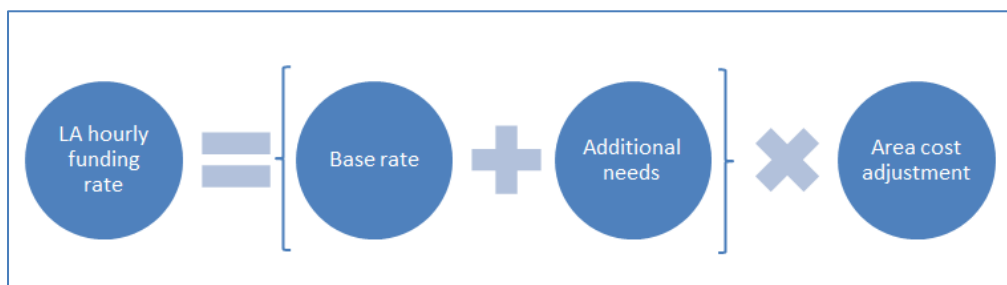 LA hourly
funding
rate
Base rate
Additional
needs
Area cost
adjustment